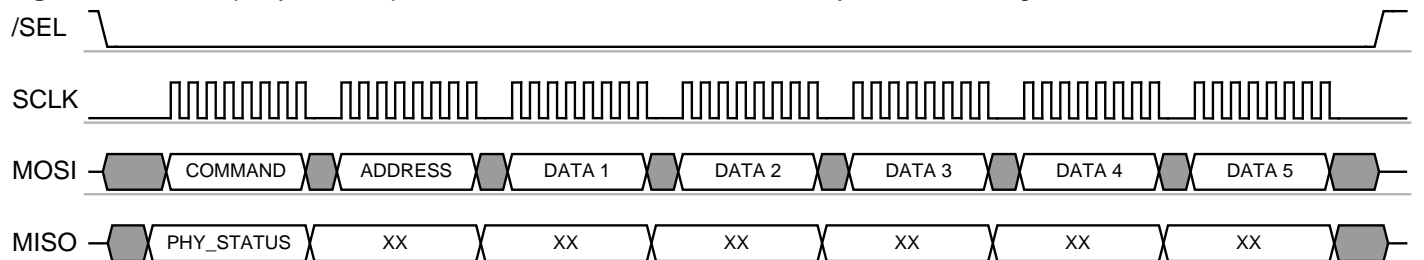 /SEL
SCLK
MOSI COMMAND ADDRESS DATA 1 DATA 2 DATA 3 DATA 4 DATA 5
MISO PHY_STATUS XX XX XX XX XX XX